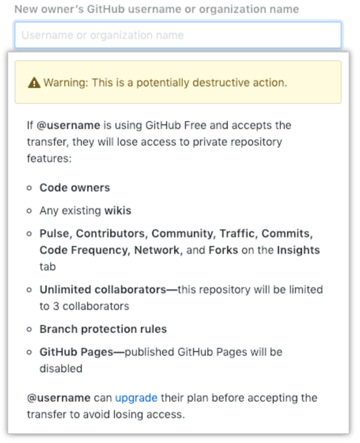 New owner's GitHub username or organization name
Username or organization name
Warning: This is a potentially destructive action.
If @username is using GitHub Free and accepts the
transfer, they will lose access to private repository
features:
Code owners
Any existing wikis
Pulse, Contributors, Community, Traffic, Commits,
Code Frequency, Network, and Forks on the Insights
tab
Unlimited collaborators—this repository will be limited
to 3 collaborators
Branch protection rules
GitHub Pages—published GitHub Pages will be
disabled
@username can upgrade their plan before accepting the
transfer to avoid losing access.